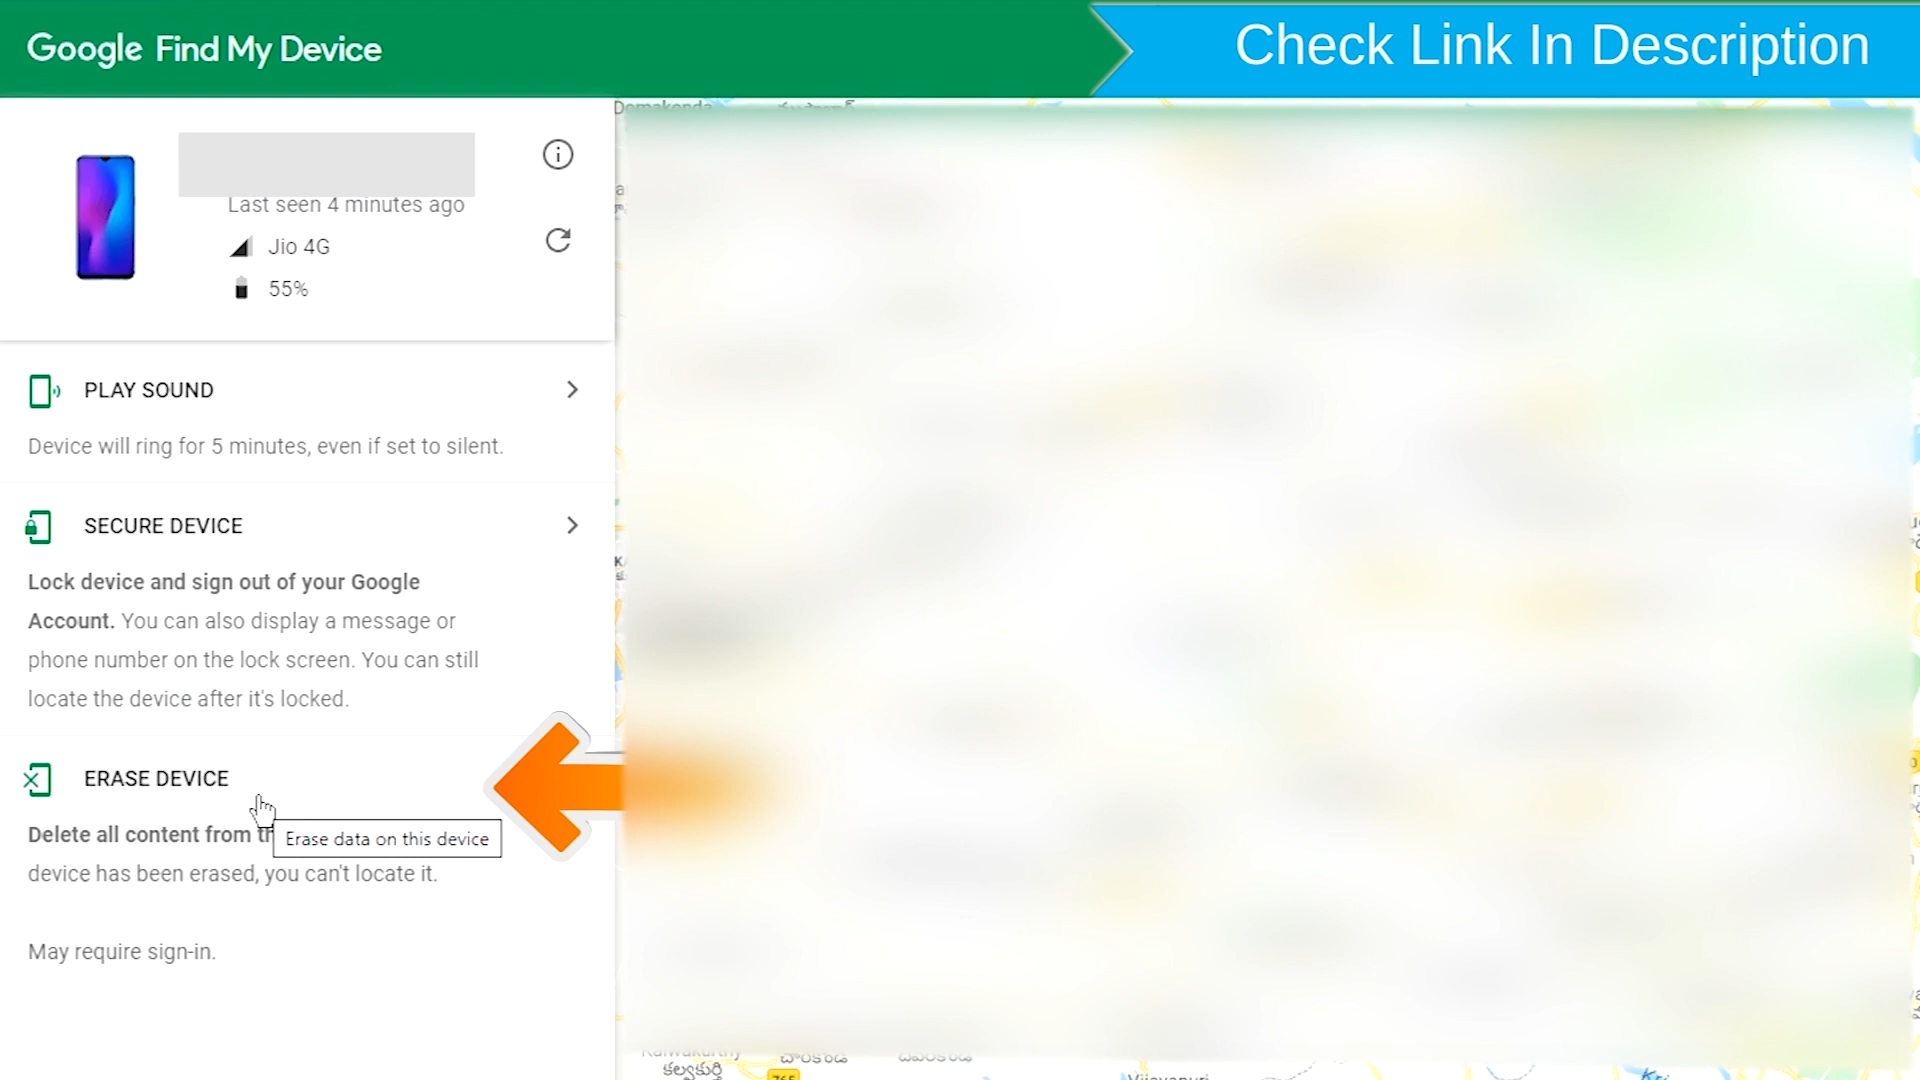 Google Find My Device
Check Link In Description
Domakonda
Last seen 4 minutes ago
Jio 4G
55%
PLAY SOUND
Device will ring for 5 minutes, even if set to silent.
SECURE DEVICE
Lock device and sign out of your Google
Account. You can also display a message or
phone number on the lock screen. You can still
locate the device after it's locked.
ERASE DEVICE
Delete all content from
Erase data on this device
device has been erased, you can't locate it.
May require sign-in.
కల్వకుర్తి
765